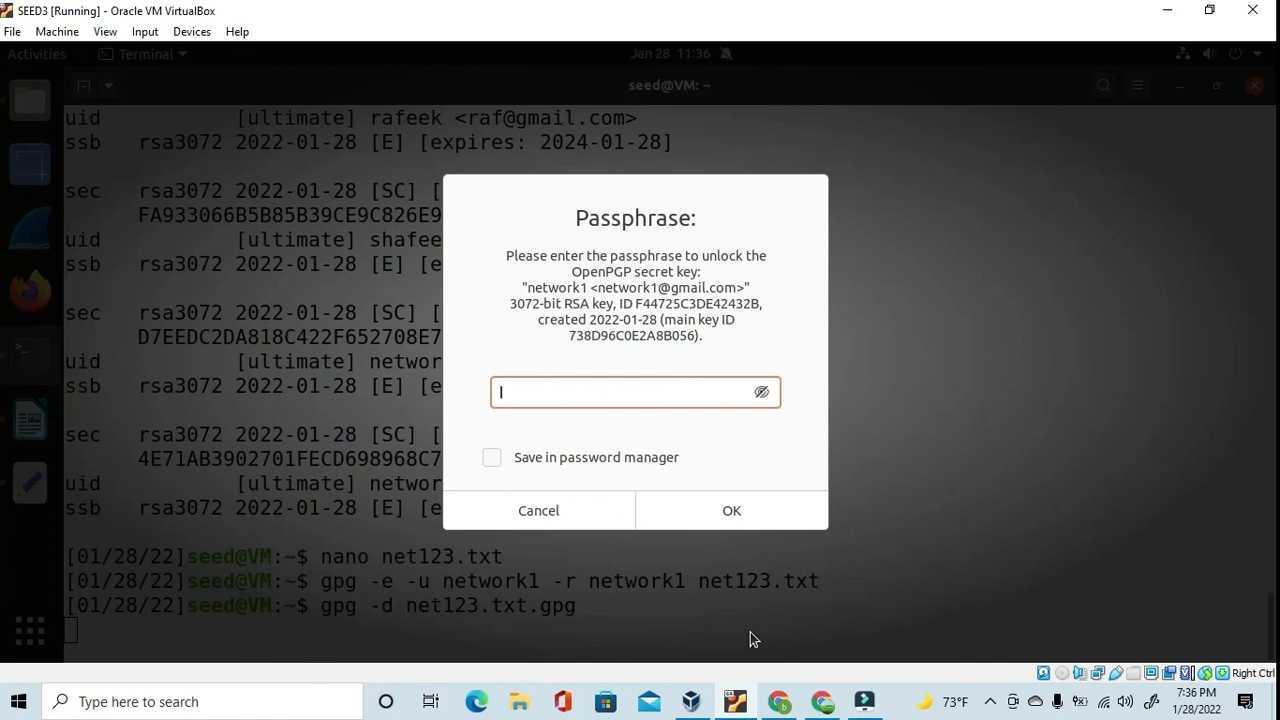 SEED3 [Running] - Oracle VM VirtualBox
File Machine View Input Devices Help
Activities Terminal Jan 28 11:36
seed@VM: ~
uid [ultimate] rafeek <raf@gmail.com>
ssb rsa3072 2022-01-28 [E] [expires: 2024-01-28]
sec rsa3072 2022-01-28 [SC] [
FA933066B5B85B39CE9C826E9
uid [ultimate] shafee
ssb rsa3072 2022-01-28 [E] [e
sec rsa3072 2022-01-28 [SC] [
D7EEDC2DA818C422F652708E7
uid [ultimate] networ
ssb rsa3072 2022-01-28 [E] [e
sec rsa3072 2022-01-28 [SC] [
4E71AB3902701FECD698968C7
uid [ultimate] networ
ssb rsa3072 2022-01-28 [E] [e
Passphrase:
Please enter the passphrase to unlock the
OpenPGP secret key:
"network1 <network1@gmail.com>"
3072-bit RSA key, ID F44725C3DE42432B,
created 2022-01-28 (main key ID
738D96C0E2A8B056).
Save in password manager
Cancel OK
[01/28/22]seed@VM:~$ nano net123.txt
[01/28/22]seed@VM:~$ gpg -e -u network1 -r network1 net123.txt
[01/28/22]seed@VM:~$ gpg -d net123.txt.gpg
Right Ctrl
Type here to search
73°F
7:36 PM
1/28/2022